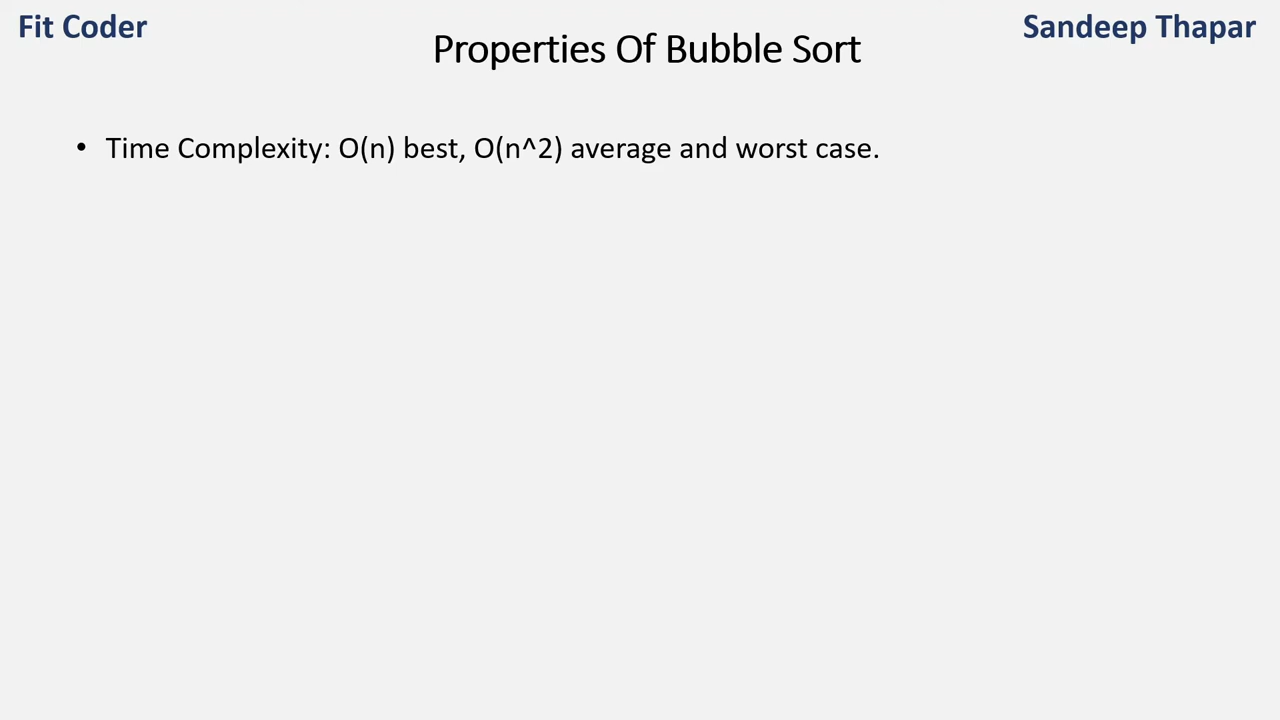 Fit Coder
Sandeep Thapar
Properties Of Bubble Sort
• Time Complexity: O(n) best, O(n^2) average and worst case.